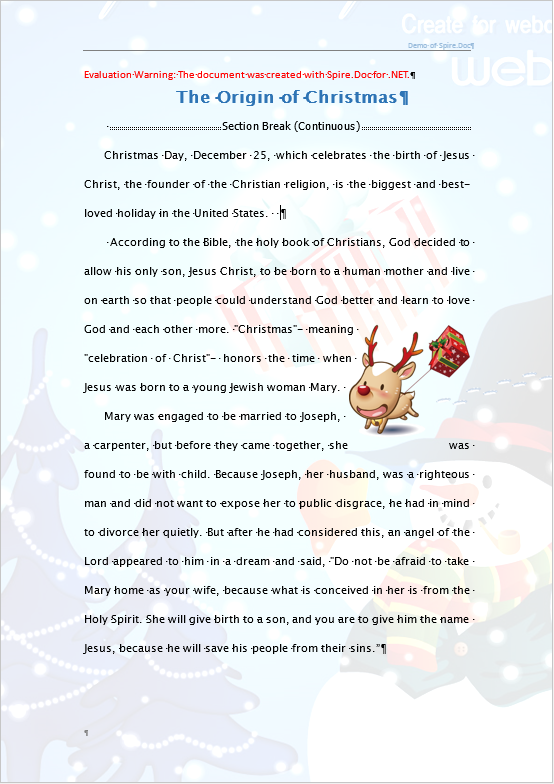 Create for webc
Demo of Spire.Doc¶
web
Evaluation Warning: The document was created with Spire.Doc for .NET.¶
The Origin of Christmas¶
Section Break (Continuous)
Christmas Day, December 25, which celebrates the birth of Jesus
Christ, the founder of the Christian religion, is the biggest and best-
loved holiday in the United States. ¶
According to the Bible, the holy book of Christians, God decided to
allow his only son, Jesus Christ, to be born to a human mother and live
on earth so that people could understand God better and learn to love
God and each other more. "Christmas"- meaning
"celebration of Christ"- honors the time when
Jesus was born to a young Jewish woman Mary.
Mary was engaged to be married to Joseph,
a carpenter, but before they came together, she was
found to be with child. Because Joseph, her husband, was a righteous
man and did not want to expose her to public disgrace, he had in mind
to divorce her quietly. But after he had considered this, an angel of the
Lord appeared to him in a dream and said, "Do not be afraid to take
Mary home as your wife, because what is conceived in her is from the
Holy Spirit. She will give birth to a son, and you are to give him the name
Jesus, because he will save his people from their sins."¶
¶